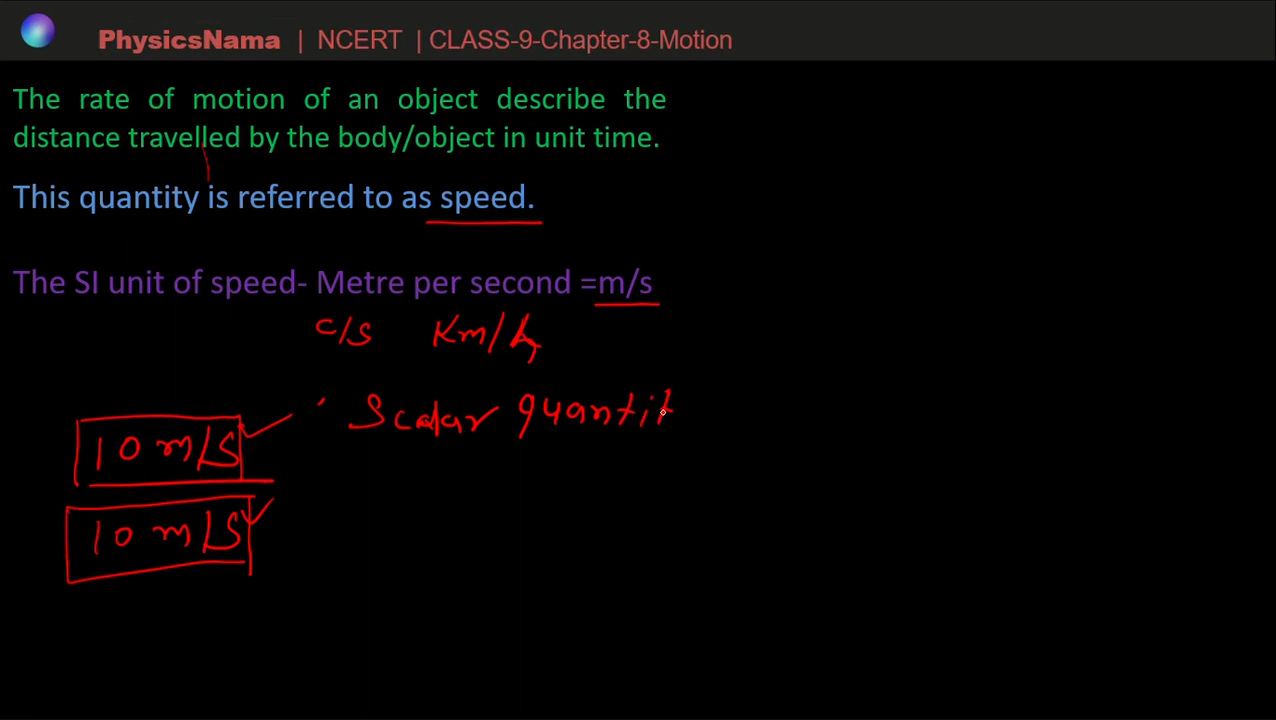 PhysicsNama | NCERT | CLASS-9-Chapter-8-Motion
The rate of motion of an object describe the
distance travelled by the body/object in unit time.
This quantity is referred to as speed.
The SI unit of speed- Metre per second =m/s
c/s Km/h
Scalar quantit
10 m/s
10 m/s